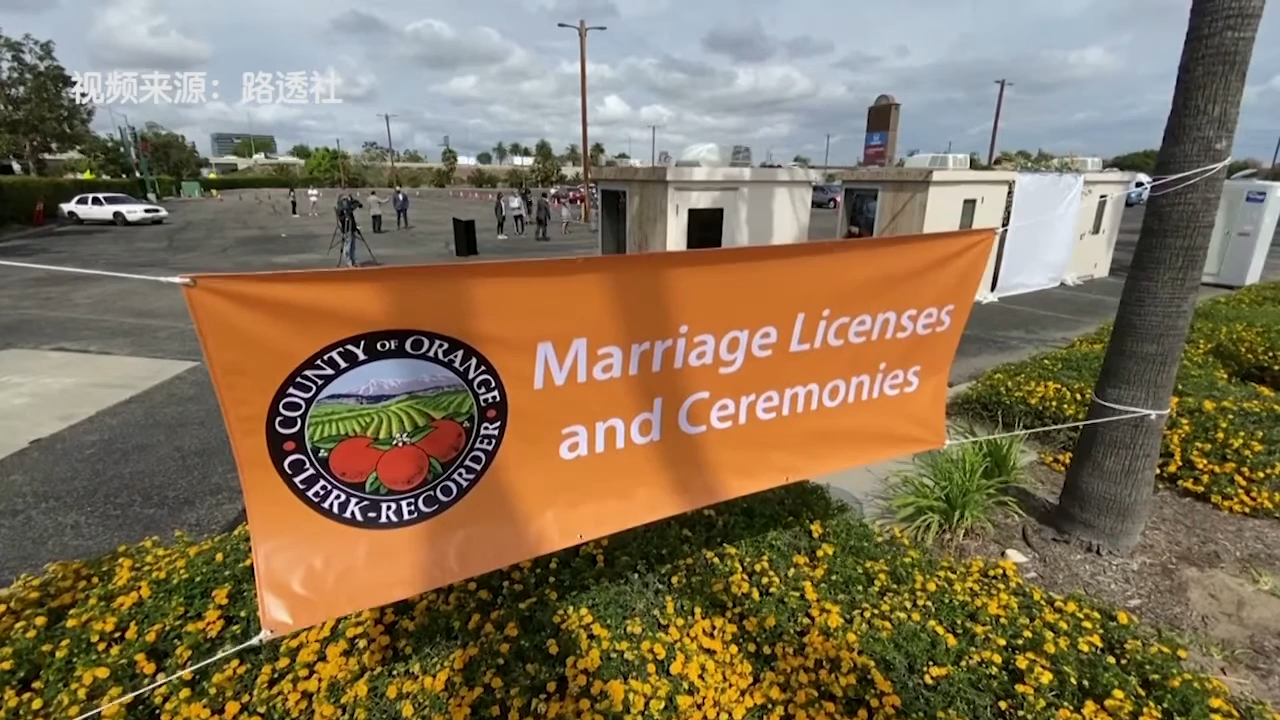 视频来源：路透社
COUNTY OF ORANGE
CLERK-RECORDER
Marriage Licenses
and Ceremonies